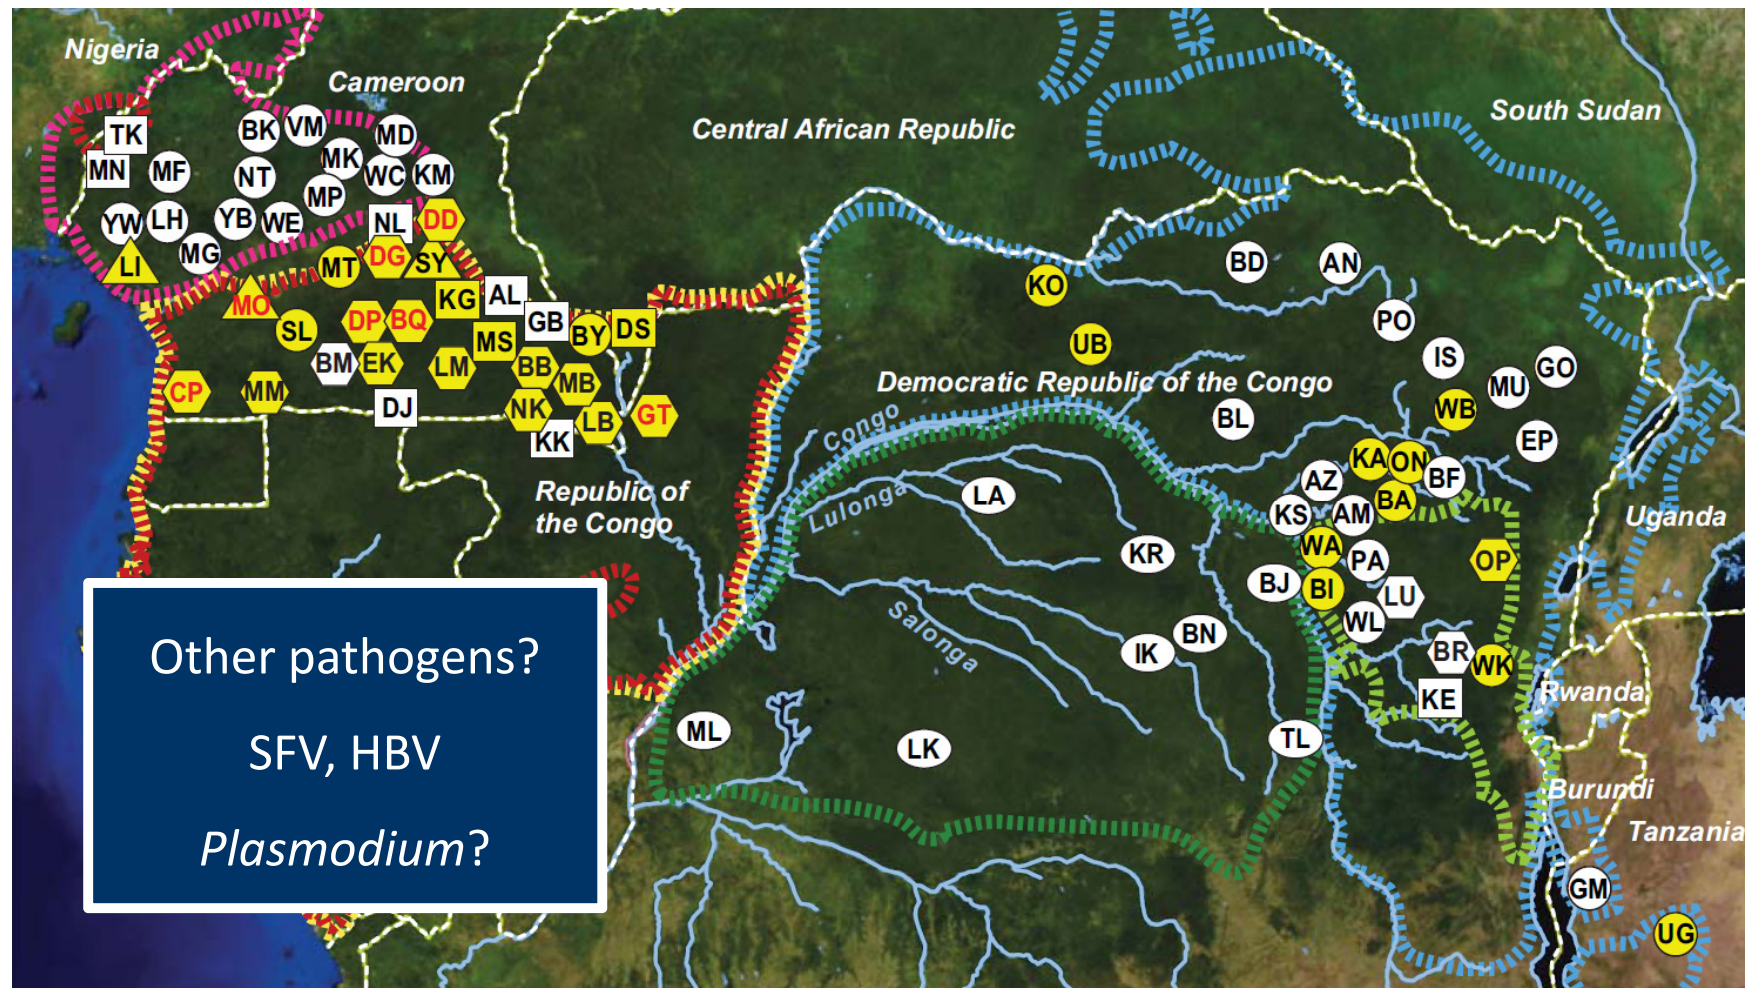 Nigeria
Cameroon
Central African Republic
South Sudan
TK
BK
VM
MD
MN
MF
NT
MK
WC
KM
MP
YW
LH
YB
WE
NL
DD
MG
LI
MT
DG
SY
MO
KG
AL
SL
DP
BQ
GB
BY
DS
MS
BM
EK
LM
BB
MB
CP
MM
DJ
NK
LB
GT
KK
KO
UB
BD
AN
PO
IS
GO
MU
Democratic Republic of the Congo
WB
BL
EP
Congo
KA
ON
BF
AZ
BA
Republic of
the Congo
Lulonga
LA
KS
AM
Uganda
KR
WA
PA
OP
BJ
BI
LU
Salonga
BN
WL
IK
BR
WK
KE
Rwanda
ML
LK
TL
Burundi
Tanzania
GM
UG
Other pathogens?
SFV, HBV
Plasmodium?